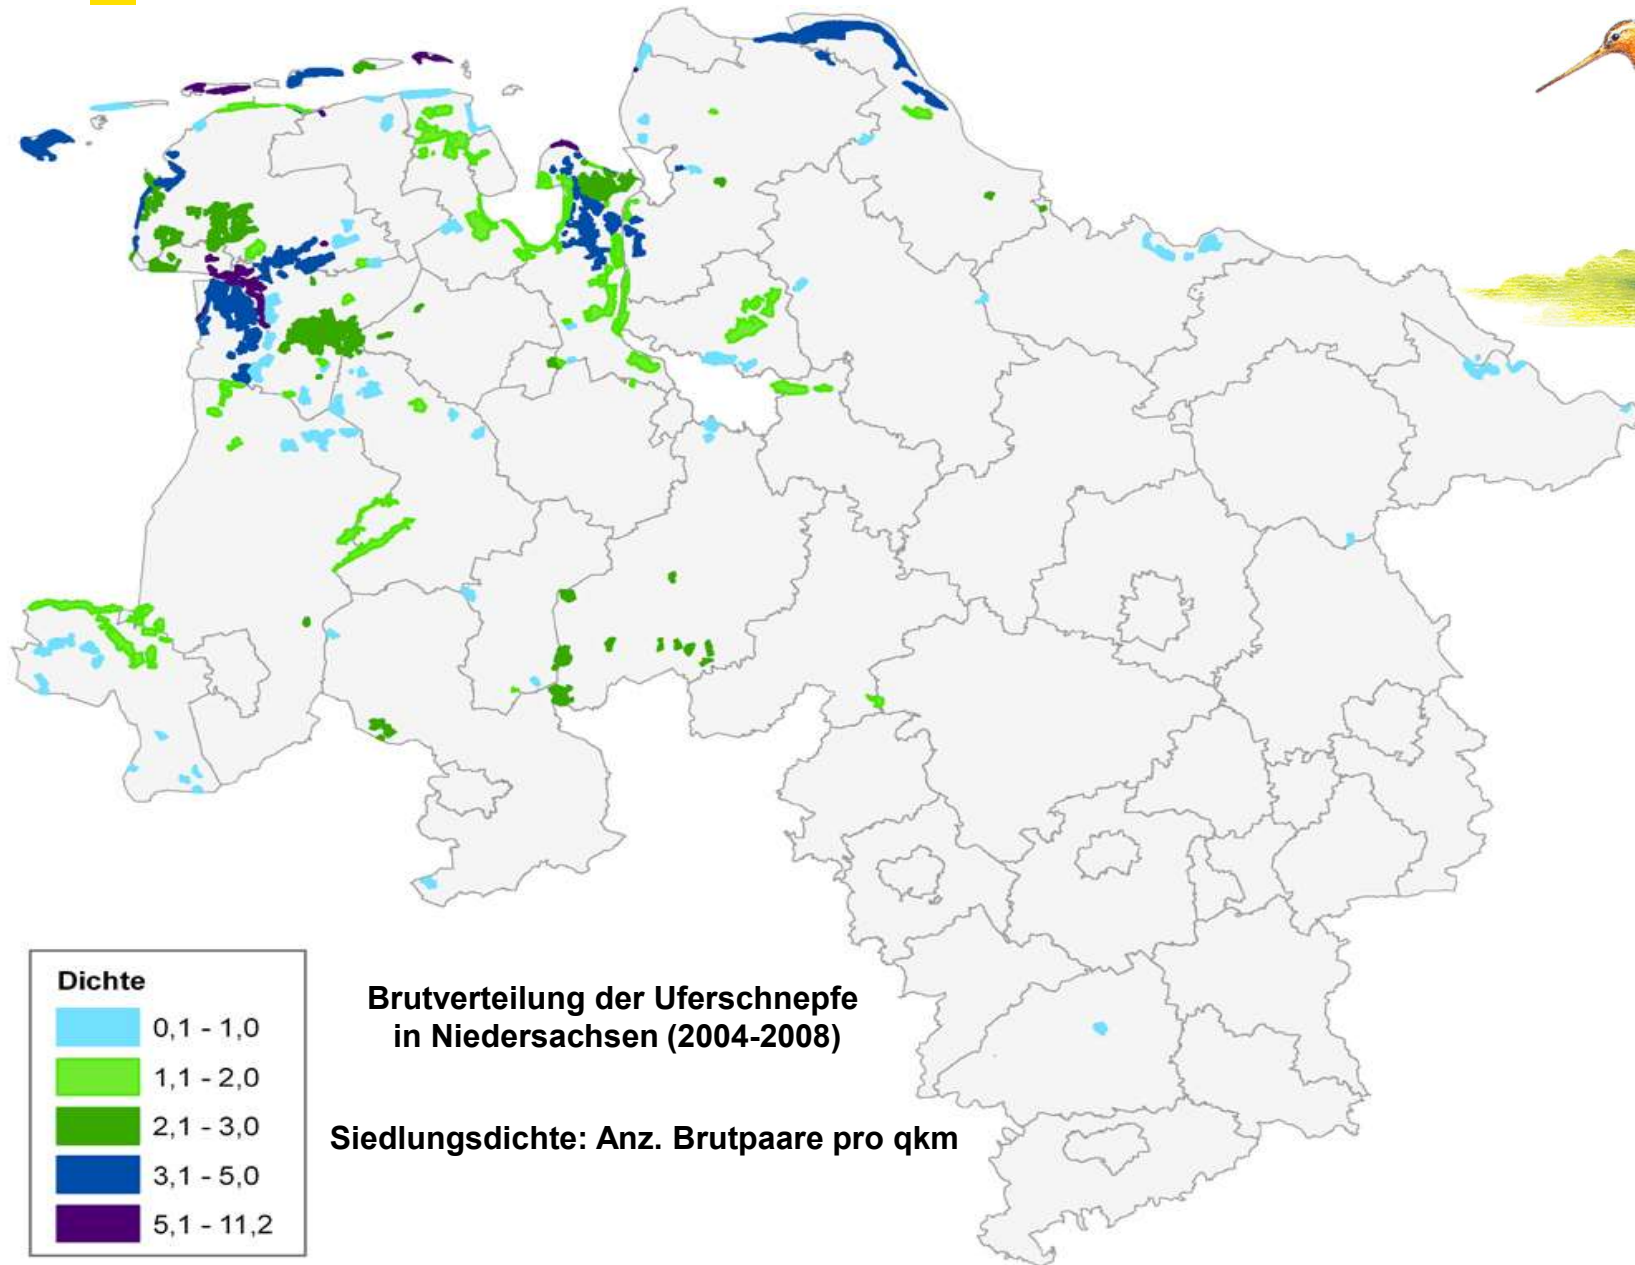 Dichte
0,1 - 1,0
1,1 - 2,0
2,1 - 3,0
3,1 - 5,0
5,1 - 11,2
Brutverteilung der Uferschnepfe
in Niedersachsen (2004-2008)
Siedlungsdichte: Anz. Brutpaare pro qkm